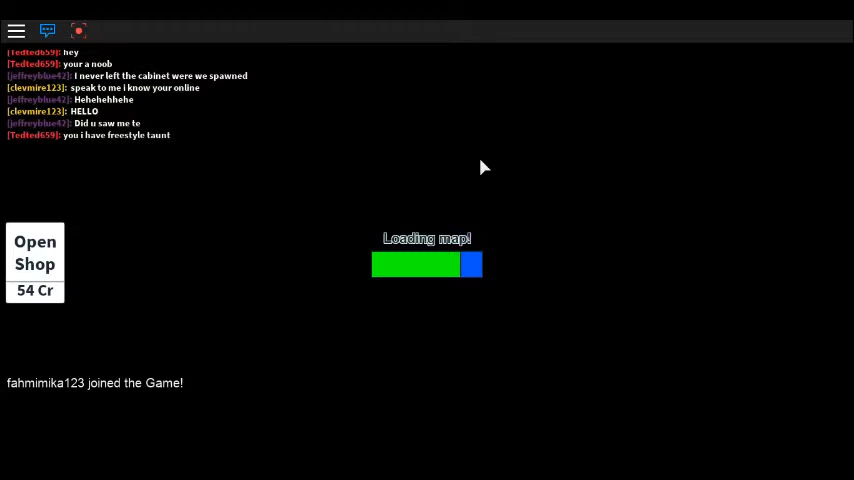 [Tedted659]: hey
[Tedted659]: your a noob
[jeffreyblue42]: I never left the cabinet were we spawned
[clevmire123]: speak to me i know your online
[jeffreyblue42]: Hehehehhehe
[clevmire123]: HELLO
[jeffreyblue42]: Did u saw me te
[Tedted659]: you i have freestyle taunt
Loading map!
Open
Shop
54 Cr
fahmimika123 joined the Game!